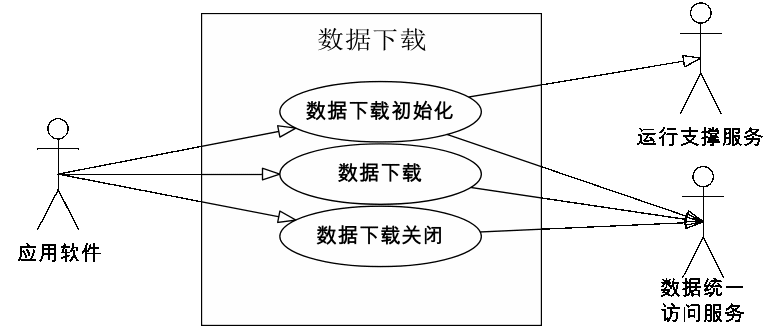 数据下载
数据下载初始化
运行支撑服务
数据下载
应用软件
数据下载关闭
数据统一
访问服务